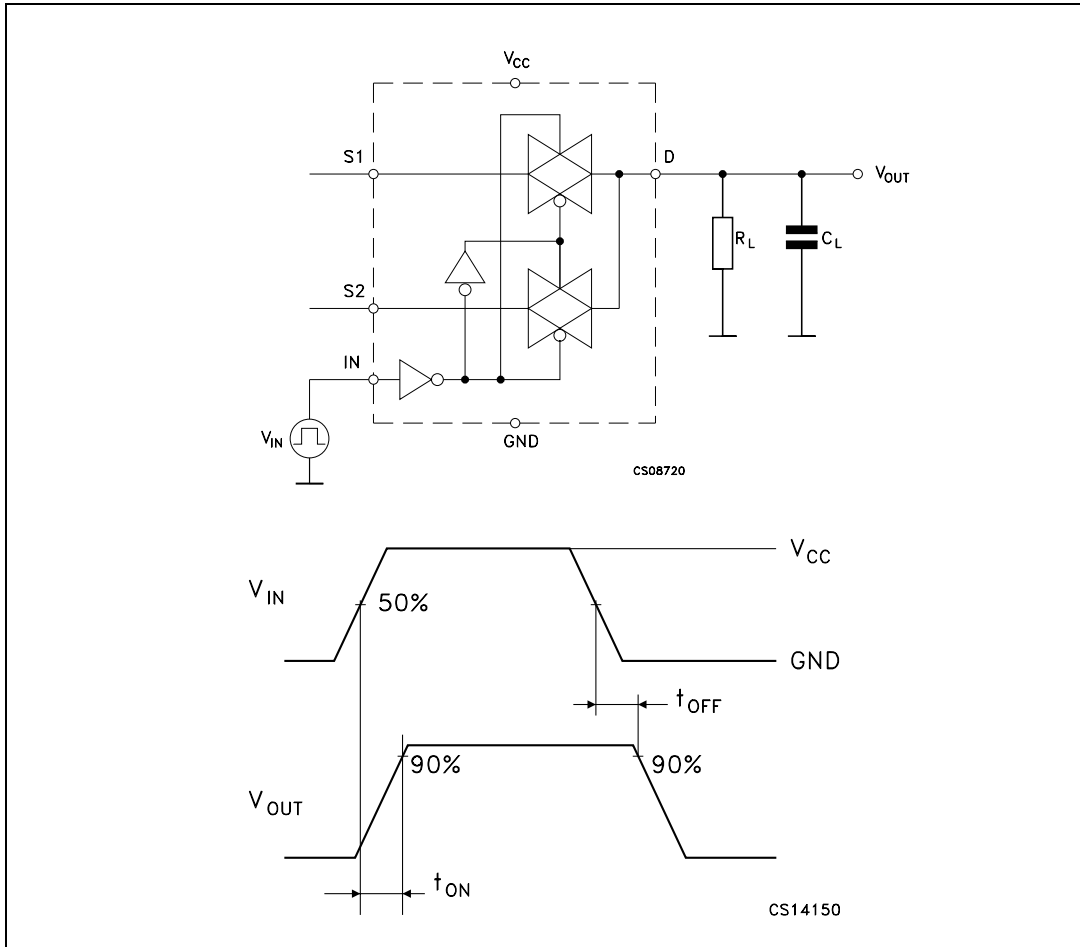 VCC
S1
D
VOUT
RL
CL
S2
IN
VIN
GND
CS08720
VCC
VIN
50%
GND
tOFF
90%
90%
VOUT
tON
CS14150